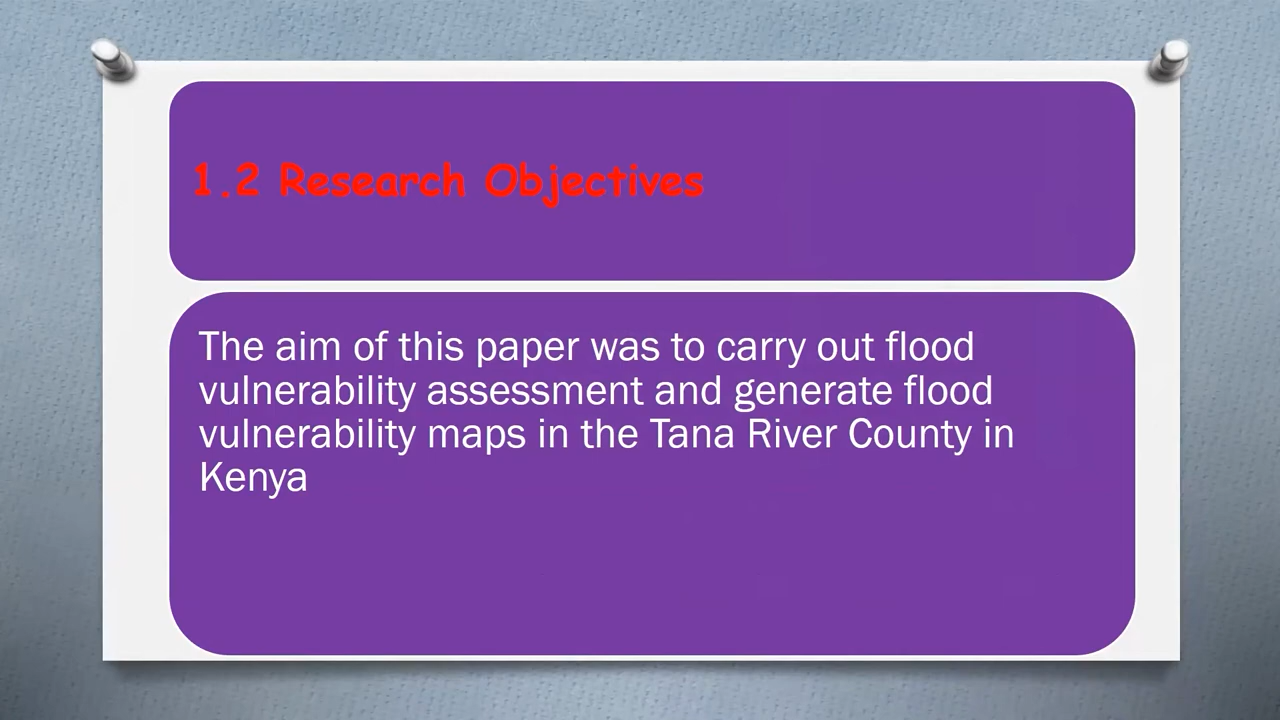 1.2 Research Objectives
The aim of this paper was to carry out flood
vulnerability assessment and generate flood
vulnerability maps in the Tana River County in
Kenya